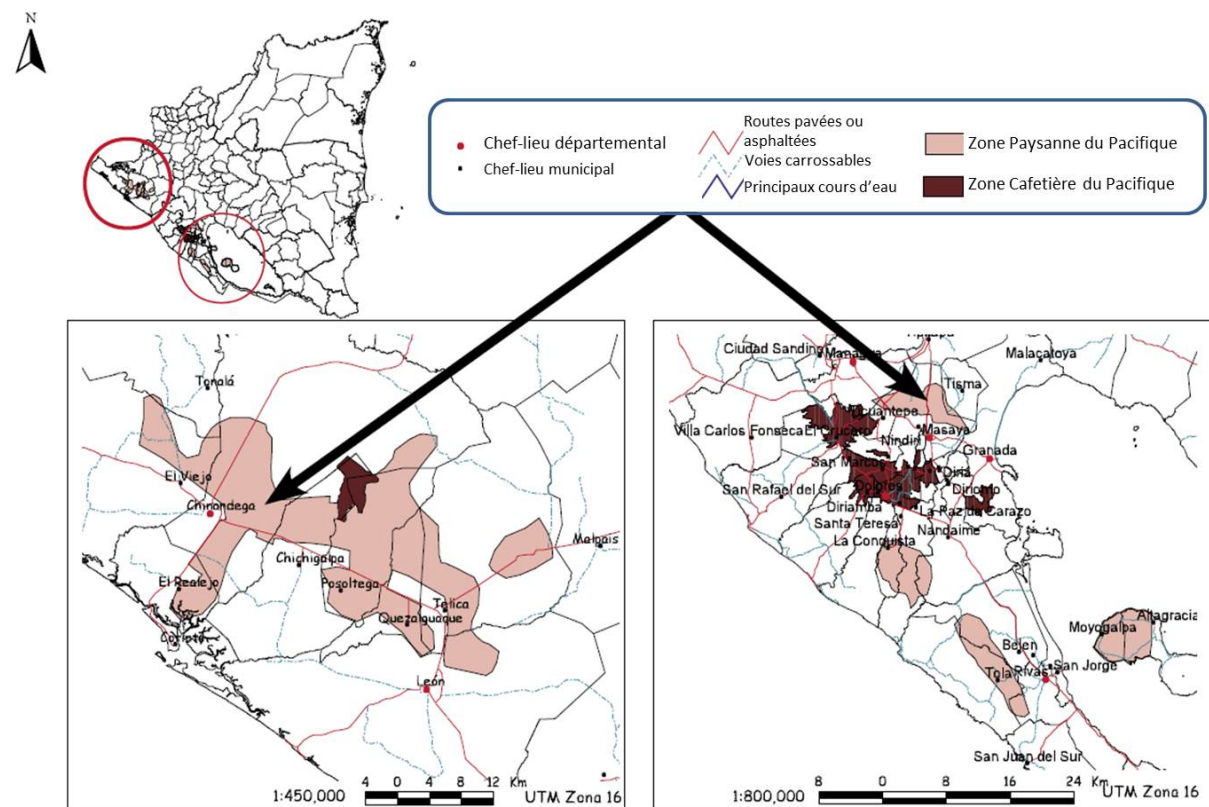 N
Chef-lieu départemental
Chef-lieu municipal
Routes pavées ou
asphaltées
Voies carrossables
Principaux cours d'eau
Zone Paysanne du Pacifique
Zone Cafetière du Pacifique
Tonalá
El Viejo
Chinandega
Chichigalpa
Posoltega
El Realejo
Corinto
Quezalguaque
Telica
Malpais
León
1:450,000
4 0 4 8 12 Km
UTM Zona 16
Ciudad Sandino
Managua
Malacatoya
Tisma
Ticuantepe
Villa Carlos Fonseca
El Crucero
Masaya
Nindirí
Granada
San Marcos
Diriá
San Rafael del Sur
Dolores
Diriomo
Diriamba
La Paz de Carazo
Santa Teresa
Nandaime
La Conquista
Altagracia
Moyogalpa
Belen
San Jorge
Tola
Rivas
San Juan del Sur
1:800,000
8 0 8 16 24 Km
UTM Zona 16